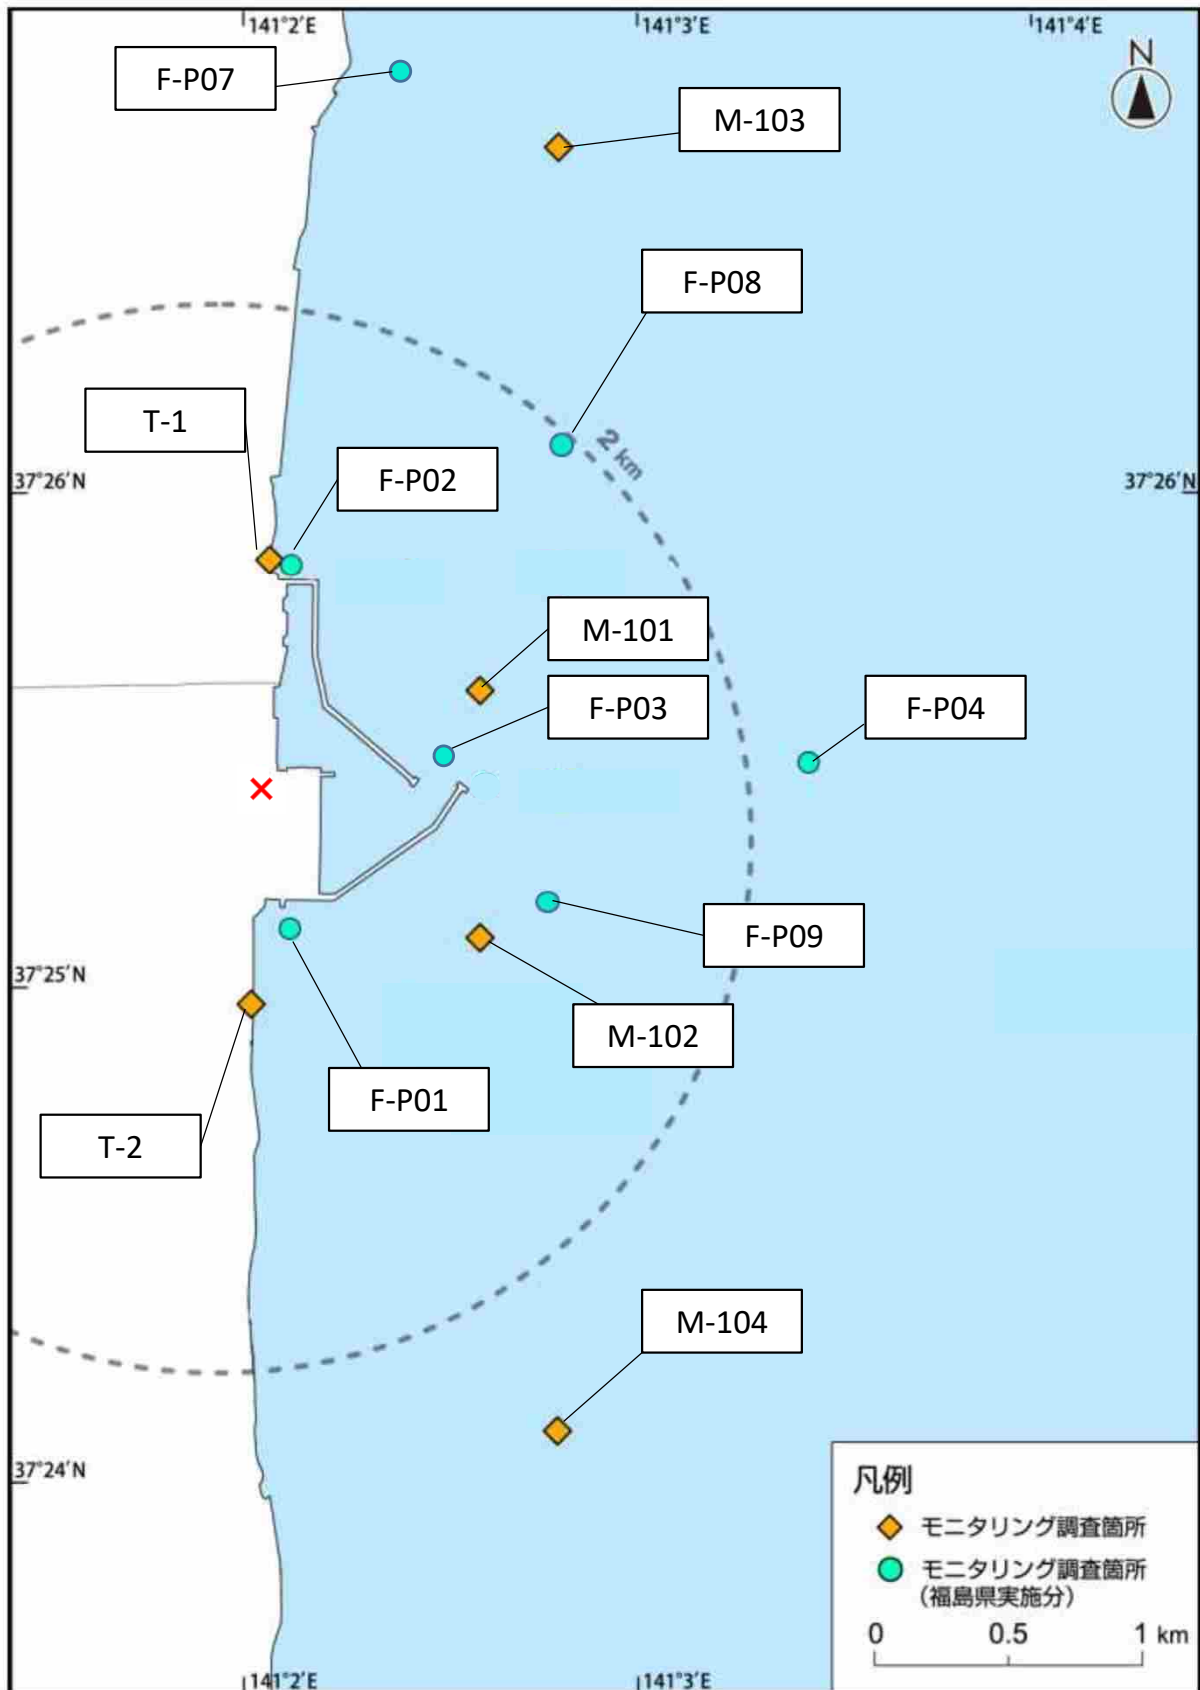 141°2′E
141°3′E
141°4′E
N
F-P07
M-103
F-P08
T-1
2 km
F-P02
37°26′N
37°26′N
M-101
F-P03
F-P04
F-P09
37°25′N
M-102
F-P01
T-2
M-104
37°24′N
凡例
モニタリング調査箇所
モニタリング調査箇所
(福島県実施分)
0 0.5 1 km
141°2′E
141°3′E